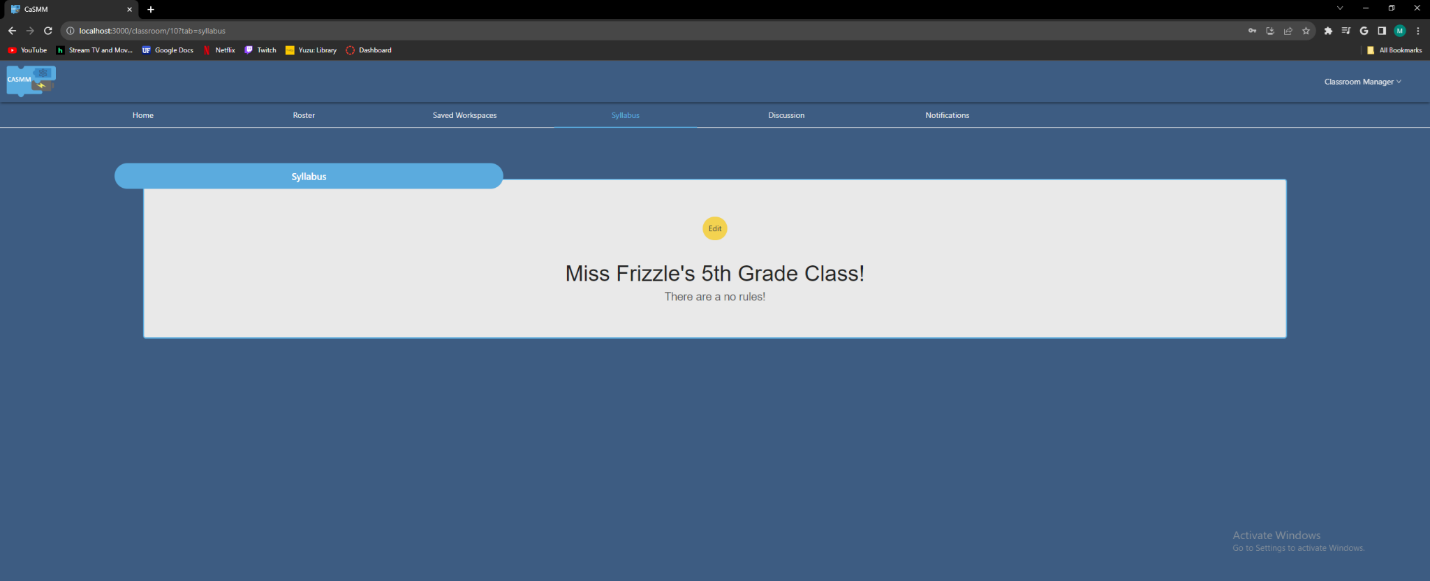 CaSMM
localhost:3000/classroom/10?tab=syllabus
YouTube Stream TV and Mov... Google Docs Netflix Twitch Yuzu: Library Dashboard All Bookmarks
CASMM
Classroom Manager
Home Roster Saved Workspaces Syllabus Discussion Notifications
Syllabus
Edit
Miss Frizzle's 5th Grade Class!
There are a no rules!
Activate Windows
Go to Settings to activate Windows.